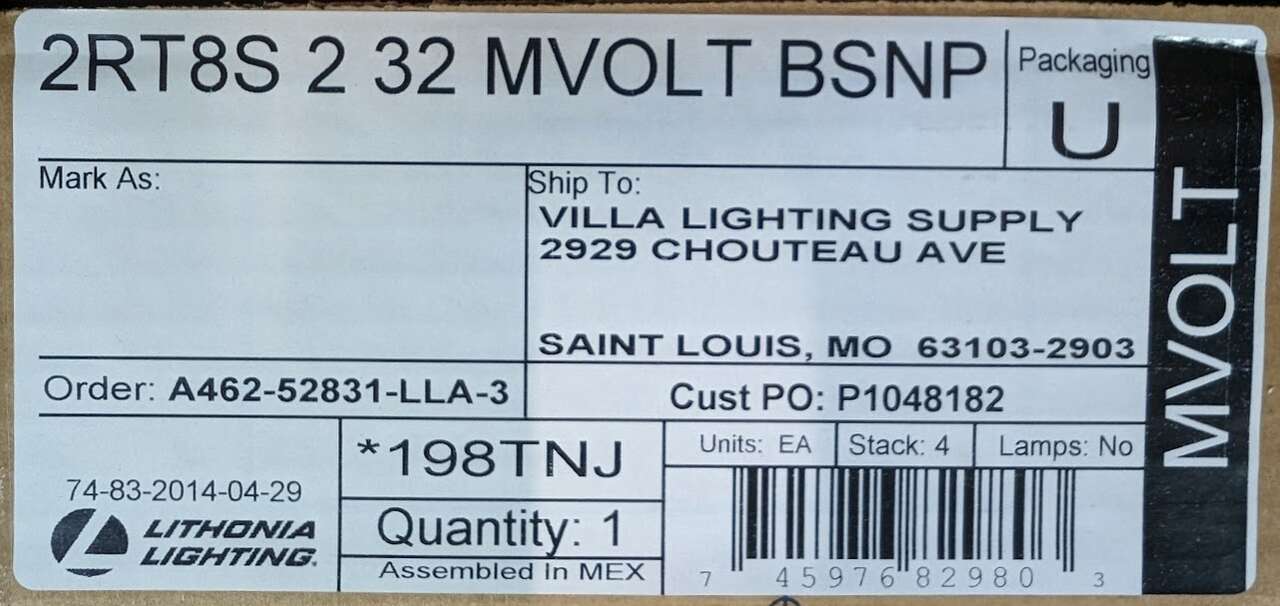 2RT8S 2 32 MVOLT BSNP
Packaging
U
MVOLT
Mark As:
Ship To:
VILLA LIGHTING SUPPLY
2929 CHOUTEAU AVE
SAINT LOUIS, MO 63103-2903
Order: A462-52831-LLA-3
Cust PO: P1048182
74-83-2014-04-29
LITHONIA
LIGHTING.
*198TNJ
Quantity: 1
Assembled In MEX
Units: EA
Stack: 4
Lamps: No
7 45976 82980 3